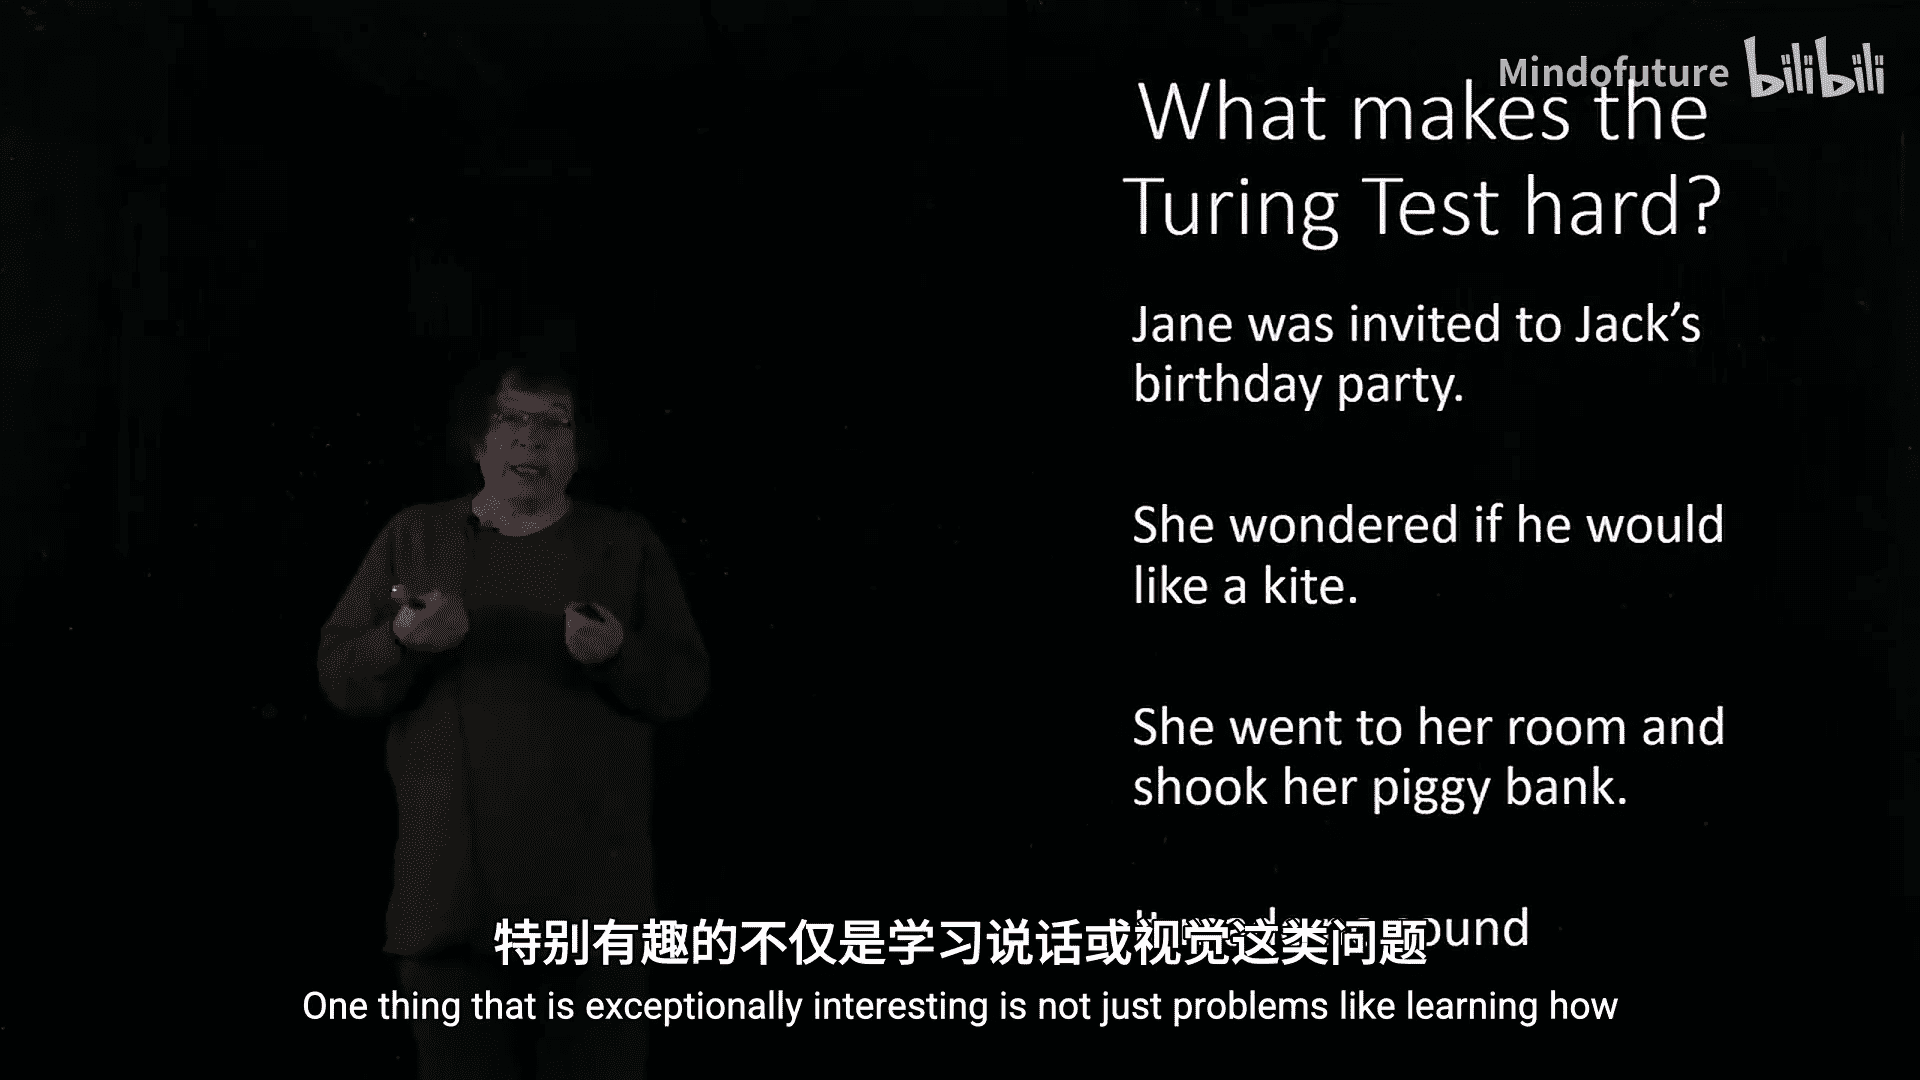 Mindofuture bilibili
What makes the
Turing Test hard?
Jane was invited to Jack's
birthday party.
She wondered if he would
like a kite.
She went to her room and
shook her piggy bank.
特别有趣的不仅是学习说话或视觉这类问题
One thing that is exceptionally interesting is not just problems like learning how